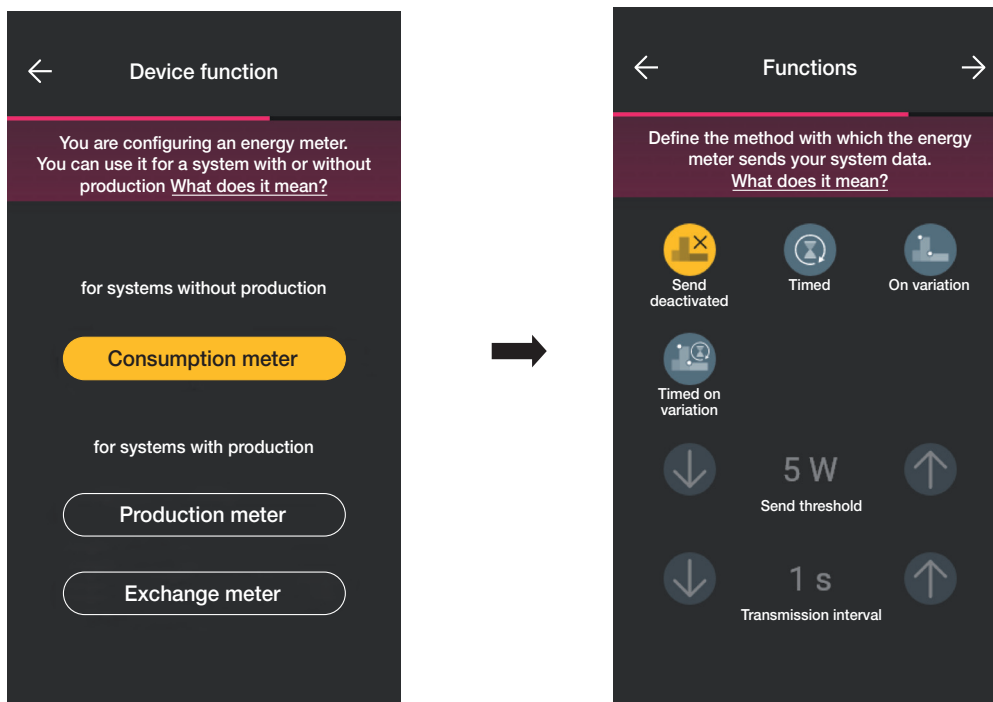 Device function
You are configuring an energy meter.
You can use it for a system with or without
production What does it mean?
for systems without production
Consumption meter
for systems with production
Production meter
Exchange meter
Functions
Define the method with which the energy
meter sends your system data.
What does it mean?
Send
deactivated
Timed
On variation
Timed on
variation
5 W
Send threshold
1 s
Transmission interval